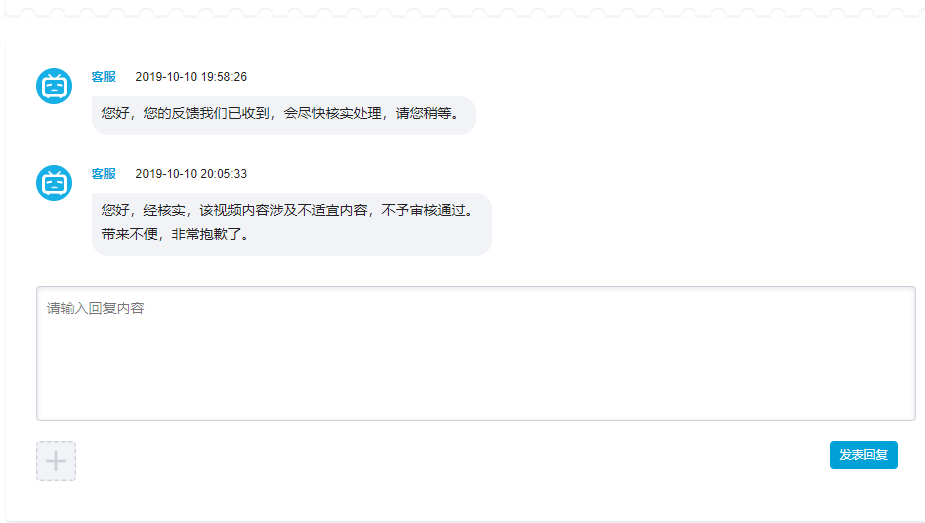 客服 2019-10-10 19:58:26
您好，您的反馈我们已收到，会尽快核实处理，请您稍等。
客服 2019-10-10 20:05:33
您好，经核实，该视频内容涉及不适宜内容，不予审核通过。
带来不便，非常抱歉了。
请输入回复内容
发表回复